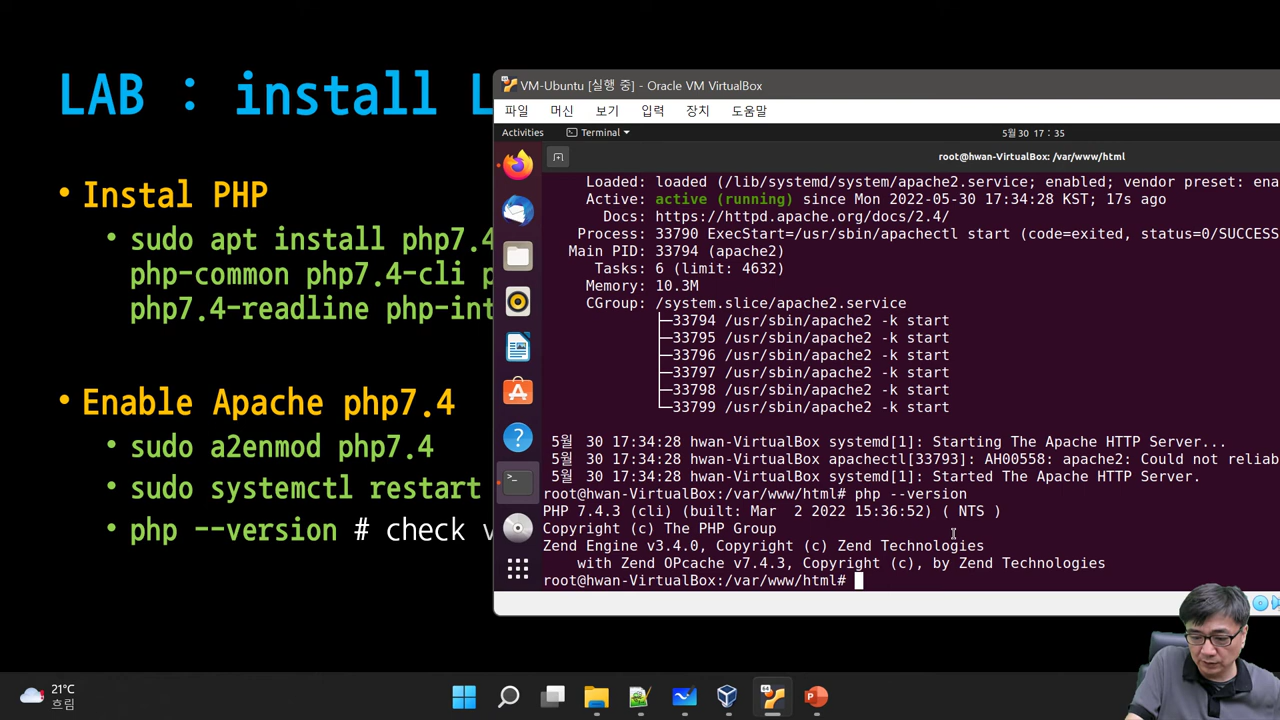 LAB : install L
• Instal PHP
• sudo apt install php7.4
php-common php7.4-cli p
php7.4-readline php-int
• Enable Apache php7.4
• sudo a2enmod php7.4
• sudo systemctl restart
• php --version # check v
VM-Ubuntu [실행 중] - Oracle VM VirtualBox
파일 머신 보기 입력 장치 도움말
Activities Terminal 5월 30 17 : 35
root@hwan-VirtualBox: /var/www/html
Loaded: loaded (/lib/systemd/system/apache2.service; enabled; vendor preset: ena
Active: active (running) since Mon 2022-05-30 17:34:28 KST; 17s ago
Docs: https://httpd.apache.org/docs/2.4/
Process: 33790 ExecStart=/usr/sbin/apachectl start (code=exited, status=0/SUCCESS
Main PID: 33794 (apache2)
Tasks: 6 (limit: 4632)
Memory: 10.3M
CGroup: /system.slice/apache2.service
├─33794 /usr/sbin/apache2 -k start
├─33795 /usr/sbin/apache2 -k start
├─33796 /usr/sbin/apache2 -k start
├─33797 /usr/sbin/apache2 -k start
├─33798 /usr/sbin/apache2 -k start
└─33799 /usr/sbin/apache2 -k start
5월 30 17:34:28 hwan-VirtualBox systemd[1]: Starting The Apache HTTP Server...
5월 30 17:34:28 hwan-VirtualBox apachectl[33793]: AH00558: apache2: Could not reliab
5월 30 17:34:28 hwan-VirtualBox systemd[1]: Started The Apache HTTP Server.
root@hwan-VirtualBox:/var/www/html# php --version
PHP 7.4.3 (cli) (built: Mar  2 2022 15:36:52) ( NTS )
Copyright (c) The PHP Group
Zend Engine v3.4.0, Copyright (c) Zend Technologies
with Zend OPcache v7.4.3, Copyright (c), by Zend Technologies
root@hwan-VirtualBox:/var/www/html#
21°C
흐림